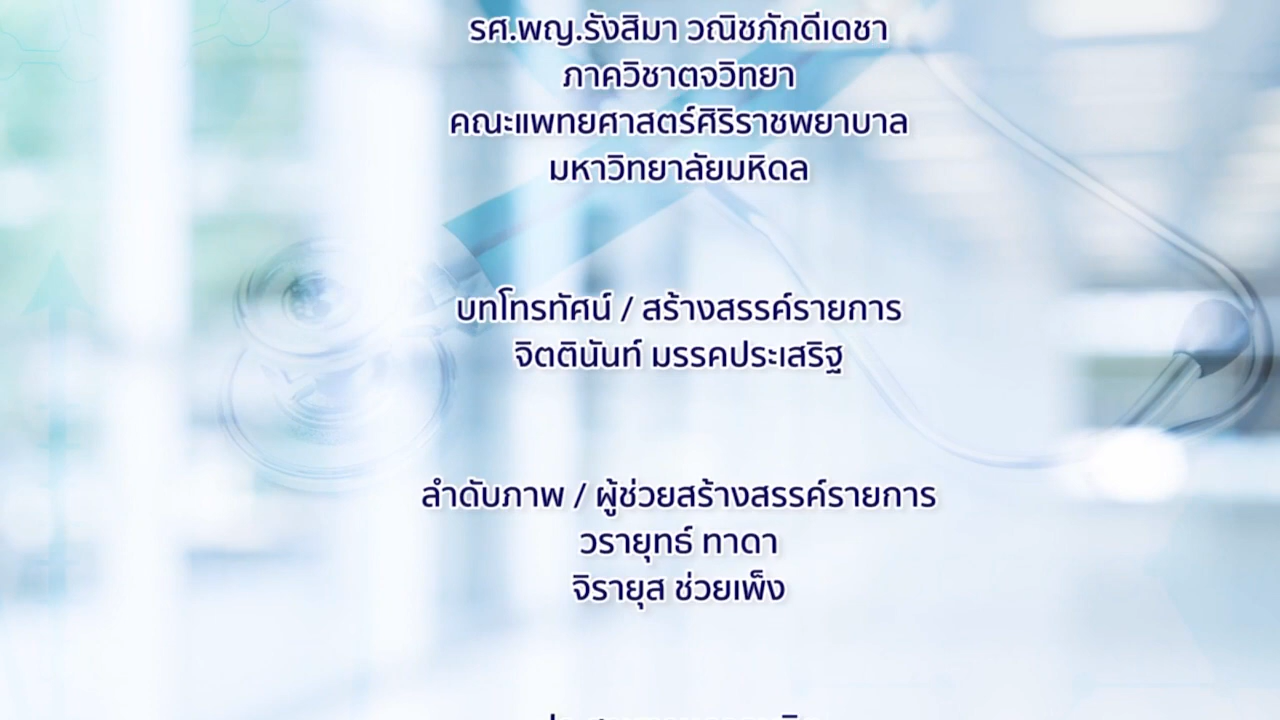 รศ.พญ.รังสิมา วณิชภักดีเดชา
ภาควิชาตจวิทยา
คณะแพทยศาสตร์ศิริราชพยาบาล
มหาวิทยาลัยมหิดล
บทโทรทัศน์ / สร้างสรรค์รายการ
จิตตินันท์ มรรคประเสริฐ
ลำดับภาพ / ผู้ช่วยสร้างสรรค์รายการ
วรายุทธ์ ทาดา
จิรายุส ช่วยเพ็ง